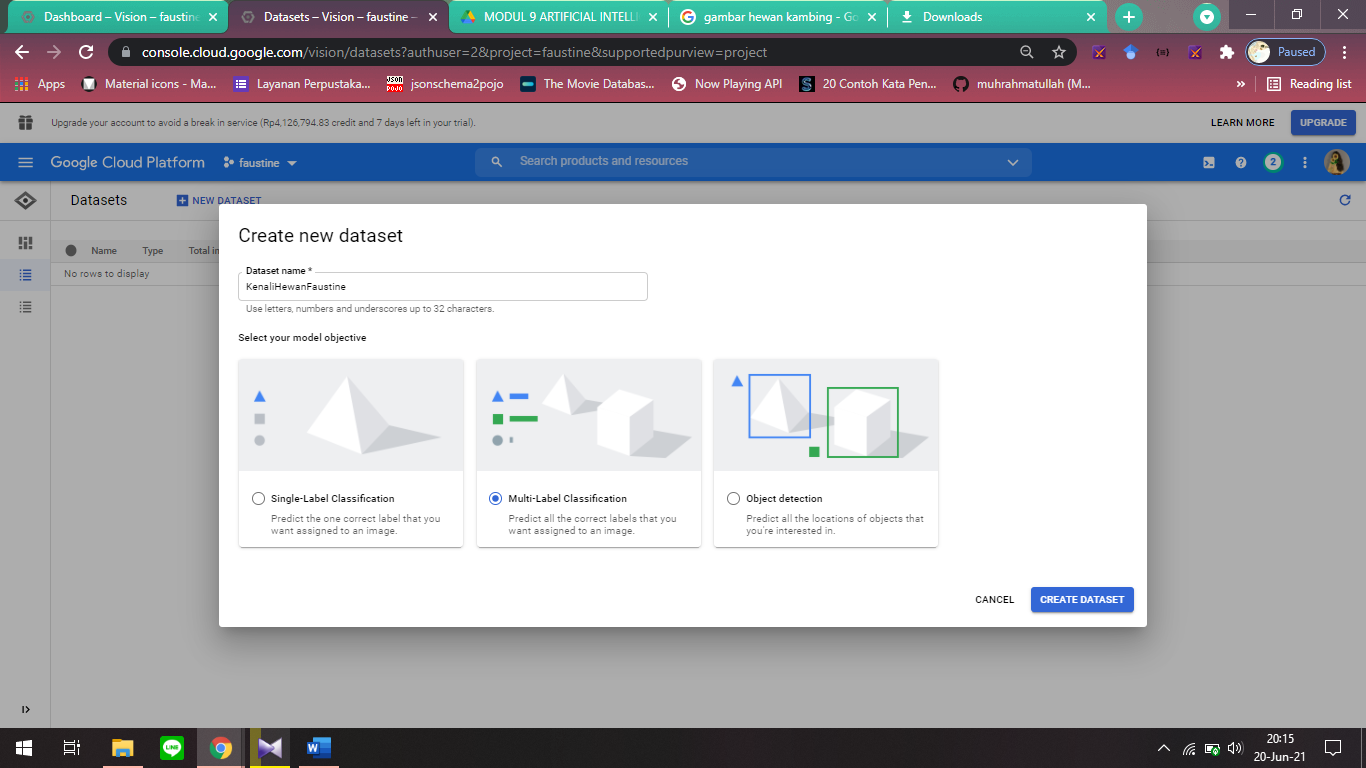 Dashboard – Vision – faustine
Datasets – Vision – faustine –
MODUL 9 ARTIFICIAL INTELLI
gambar hewan kambing - Go
Downloads
console.cloud.google.com/vision/datasets?authuser=2&project=faustine&supportedpurview=project
Paused
Apps
Material icons - Ma...
Layanan Perpustaka...
JSON POJO
jsonschema2pojo
The Movie Databas...
Now Playing API
20 Contoh Kata Pen...
muhrahmatullah (M...
»
Reading list
Upgrade your account to avoid a break in service (Rp4,126,794.83 credit and 7 days left in your trial).
LEARN MORE
UPGRADE
Google Cloud Platform
faustine
Search products and resources
2
Datasets
NEW DATASET
Name
Type
Total in
No rows to display
Create new dataset
Dataset name *
KenaliHewanFaustine
Use letters, numbers and underscores up to 32 characters.
Select your model objective
Single-Label Classification
Predict the one correct label that you
want assigned to an image.
Multi-Label Classification
Predict all the correct labels that you
want assigned to an image.
Object detection
Predict all the locations of objects that
you're interested in.
CANCEL
CREATE DATASET
LINE
20:15
20-Jun-21